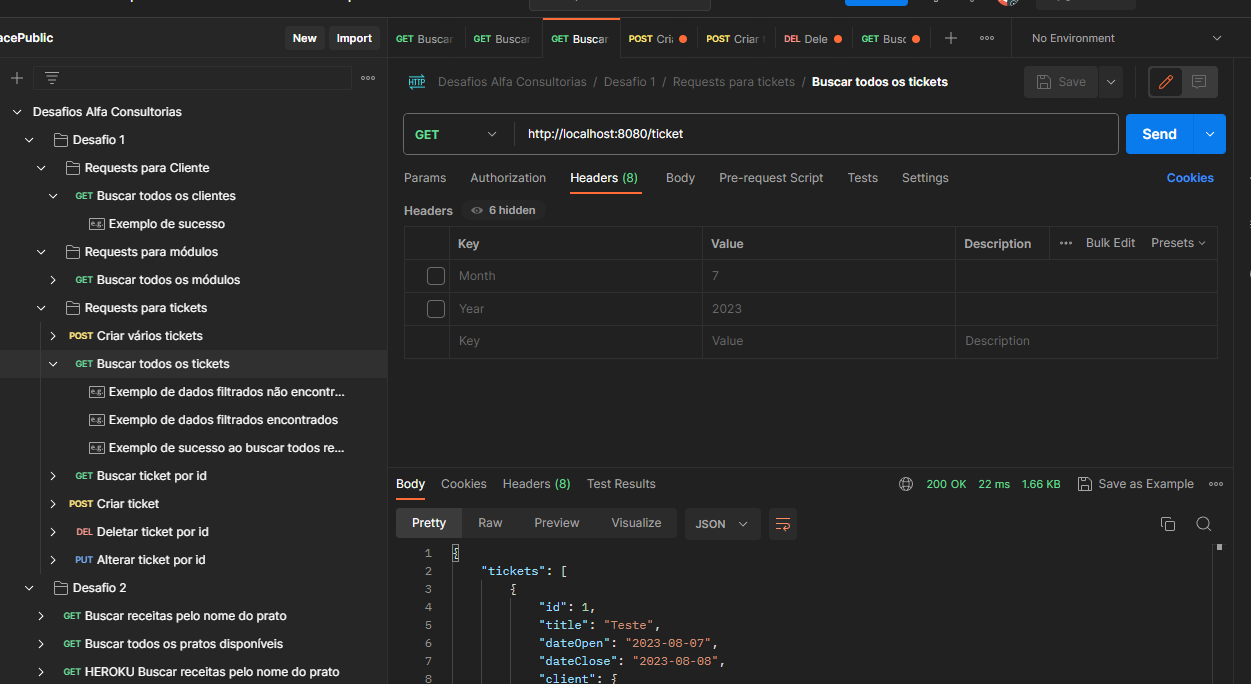 acePublic
New
Import
GET Buscar
GET Buscar
GET Buscar
POST Cri
POST Criar
DEL Dele
GET Busc
No Environment
Desafios Alfa Consultorias / Desafio 1 / Requests para tickets / Buscar todos os tickets
Save
GET
http://localhost:8080/ticket
Send
Params
Authorization
Headers (8)
Body
Pre-request Script
Tests
Settings
Cookies
Headers
6 hidden
Key
Value
Description
Bulk Edit
Presets
Month
7
Year
2023
Key
Value
Description
Desafios Alfa Consultorias
Desafio 1
Requests para Cliente
GET Buscar todos os clientes
e.g. Exemplo de sucesso
Requests para módulos
GET Buscar todos os módulos
Requests para tickets
POST Criar vários tickets
GET Buscar todos os tickets
e.g. Exemplo de dados filtrados não encontr...
e.g. Exemplo de dados filtrados encontrados
e.g. Exemplo de sucesso ao buscar todos re...
GET Buscar ticket por id
POST Criar ticket
DEL Deletar ticket por id
PUT Alterar ticket por id
Desafio 2
GET Buscar receitas pelo nome do prato
GET Buscar todos os pratos disponíveis
GET HEROKU Buscar receitas pelo nome do prato
Body
Cookies
Headers (8)
Test Results
200 OK
22 ms
1.66 KB
Save as Example
Pretty
Raw
Preview
Visualize
JSON
1 {
2 "tickets": [
3 {
4 "id": 1,
5 "title": "Teste",
6 "dateOpen": "2023-08-07",
7 "dateClose": "2023-08-08",
8 "client": {